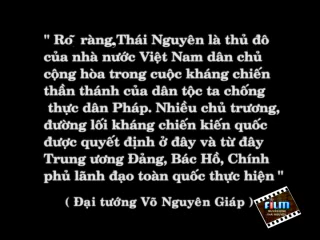 " Rõ ràng,Thái Nguyên là thủ đô
của nhà nước Việt Nam dân chủ
cộng hòa trong cuộc kháng chiến
thần thánh của dân tộc ta chống
thực dân Pháp. Nhiều chủ trương,
đường lối kháng chiến kiến quốc
được quyết định ở đây và từ đây
Trung ương Đảng, Bác Hồ, Chính
phủ lãnh đạo toàn quốc thực hiện "
( Đại tướng Võ Nguyên Giáp )
FILM